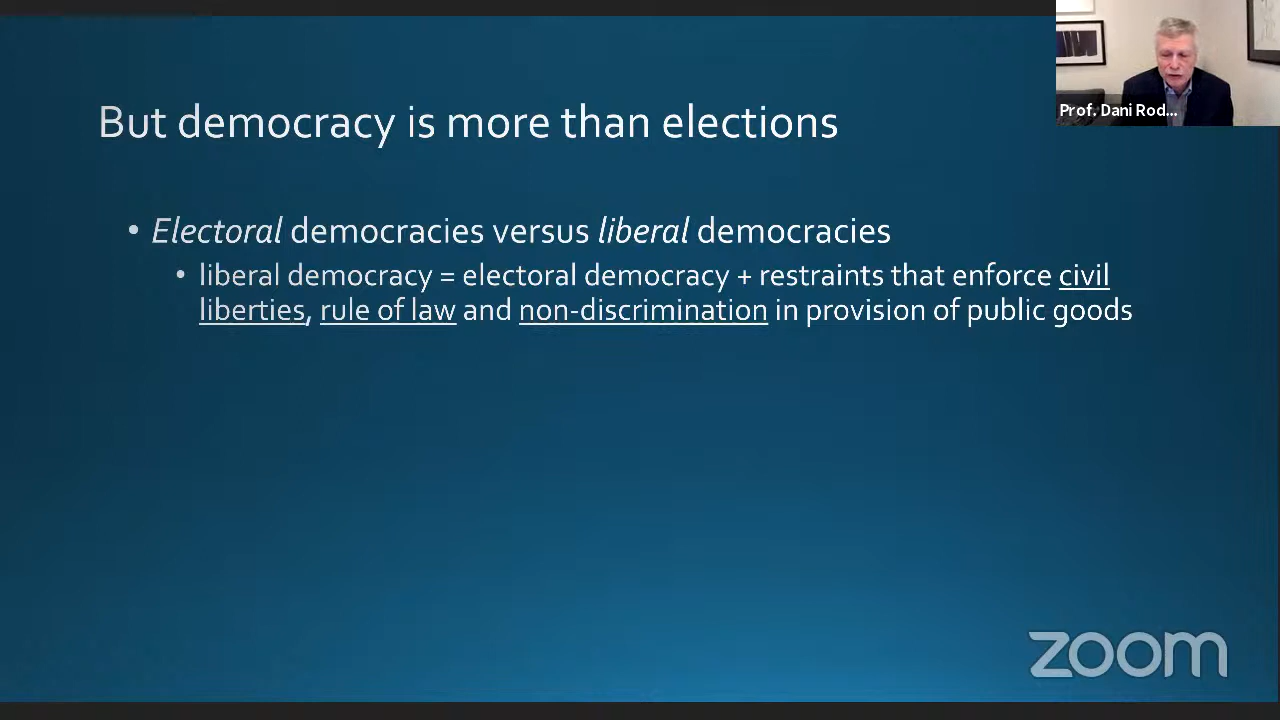 But democracy is more than elections
Prof. Dani Rod...
• Electoral democracies versus liberal democracies
• liberal democracy = electoral democracy + restraints that enforce civil
liberties, rule of law and non-discrimination in provision of public goods
zoom